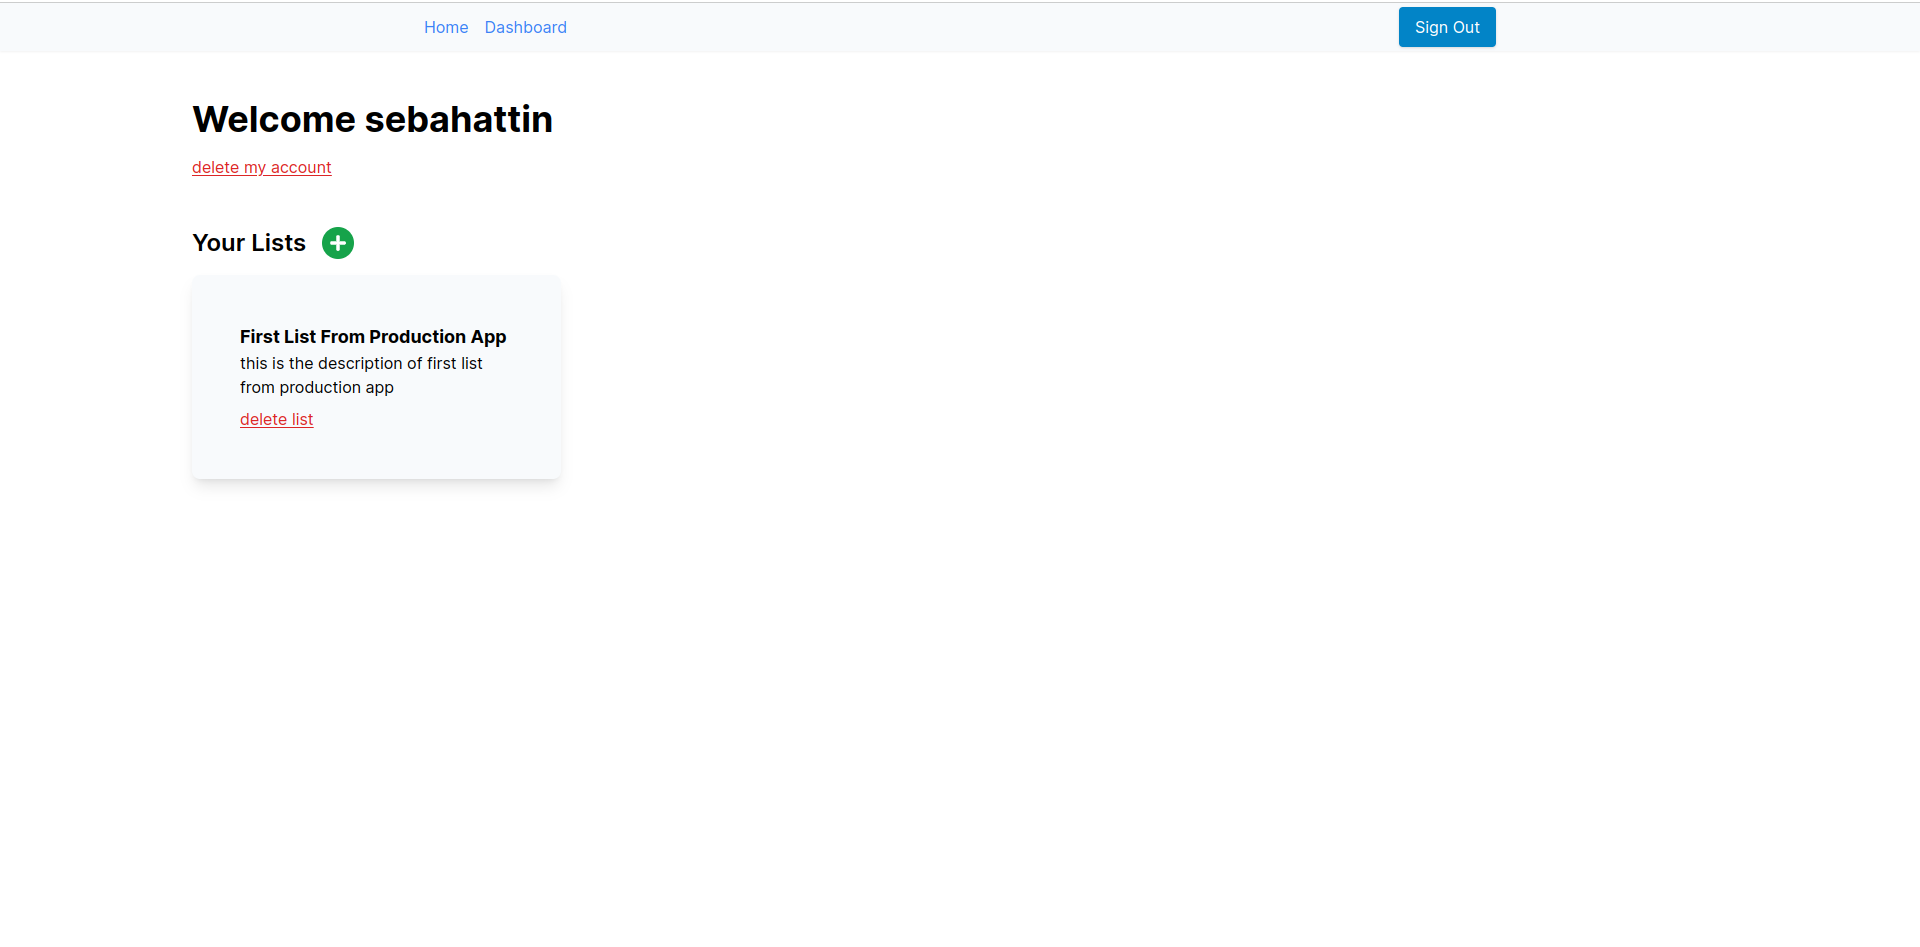 Home Dashboard Sign Out
Welcome sebahattin
delete my account
Your Lists
First List From Production App
this is the description of first list
from production app
delete list